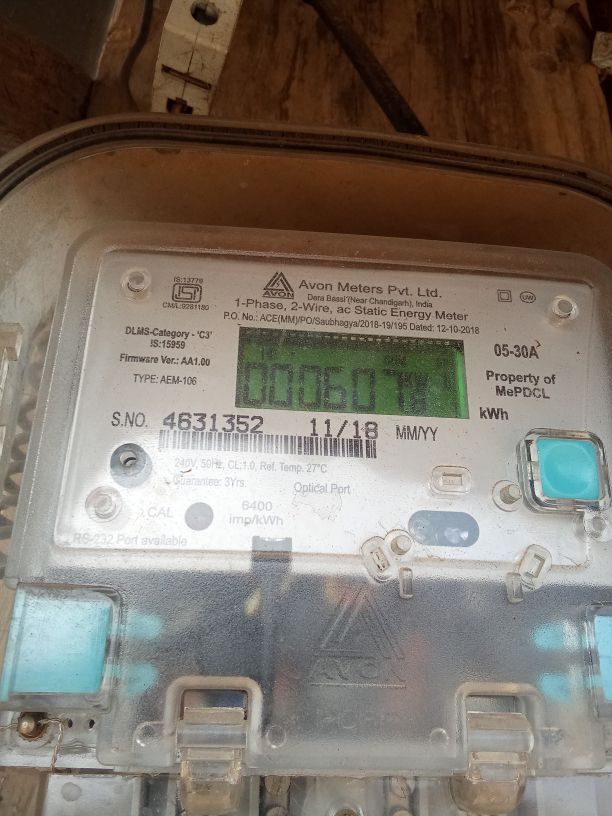 IS:13779
ISI
CM/L:9281180
AVON
Avon Meters Pvt. Ltd.
Dera Bassi (Near Chandigarh), India
1-Phase, 2-Wire, ac Static Energy Meter
P.O. No.: ACE(MM)/PO/Saubhagya/2018-19/195 Dated: 12-10-2018
DLMS-Category - 'C3'
IS:15959
Firmware Ver.: AA1.00
TYPE: AEM-106
05-30A
Property of
MePDCL
kWh
S.NO. 4631352 11/18 MM/YY
240V, 50Hz, CL:1.0, Ref. Temp. 27°C
Guarantee: 3Yrs. Optical Port
CAL
6400
imp/kWh
RS-232 Port available
AVON